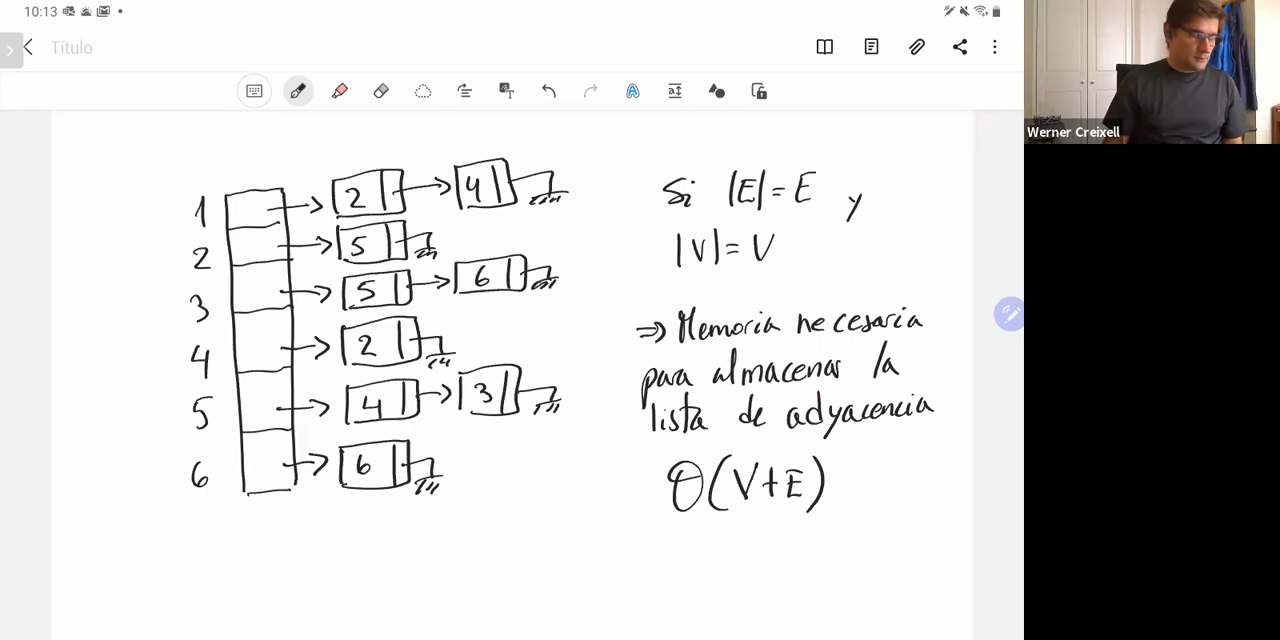 10:13
Título
Werner Creixell
1 → 2 → 4
2 → 5
3 → 5 → 6
4 → 2
5 → 4 → 3
6 → 6
Si |E| = E y
|V| = V
⇒ Memoria necesaria
para almacenar la
lista de adyacencia
Θ(V+E)